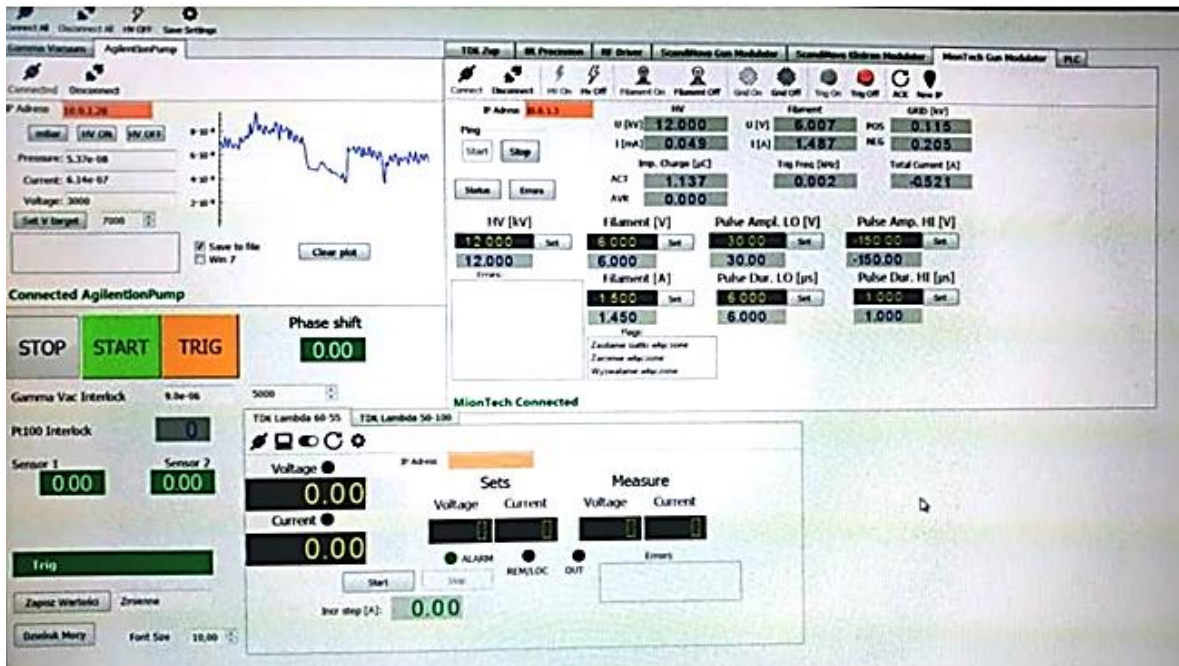 Connect All Disconnect All HV OFF Save Settings
Gamma Vacuum AgilentIonPump
Connected Disconnect
IP Adress 10.0.1.26
mBar HV ON HV OFF
Pressure: 5.37e-08
Current: 6.14e-07
Voltage: 3000
Set V target 7000
Save to file
Win 7
Clear plot
Connected AgilentIonPump
TDK Zup BK Precision RF Driver ScandiNova Gun Modulator ScandiNova Klistron Modulator MionTech Gun Modulator PLC
Connect Disconnect HV On HV Off Filament On Filament Off Grid On Grid Off Trig On Trig Off ACK New IP
IP Adress
HV Filament GRID [kV]
U [kV] 12.000 U [V] 6.007 POS 0.115
I [mA] 0.049 I [A] 1.487 NEG 0.205
Ping
Start Stop
Imp. Charge [µC] Trig Freq [kHz] Total Current [A]
ACT 1.137 0.002 -0.521
AVR 0.000
Status Errors
HV [kV] Filament [V] Pulse Ampl. LO [V] Pulse Amp. HI [V]
12.000 Set 6.000 Set 30.00 Set -150.00 Set
12.000 6.000 30.00 -150.00
Errors
Filament [A] Pulse Dur. LO [µs] Pulse Dur. HI [µs]
1.500 Set 6.000 Set 1.000 Set
1.450 6.000 1.000
Flags
MionTech Connected
STOP START TRIG
Phase shift
0.00
Gamma Vac Interlock 9.0e-06 5000
Pt100 Interlock 0
Sensor 1 Sensor 2
0.00 0.00
Trig
Zapisz Wartości Zmienne
Font Size 10,00
TDK Lambda 60-55 TDK Lambda 50-100
IP Adress
Voltage
0.00
Current
0.00
Sets Measure
Voltage Current Voltage Current
0 0 0 0
ALARM REM/LOC OUT
Errors
Start Stop
Incr step [A]: 0.00